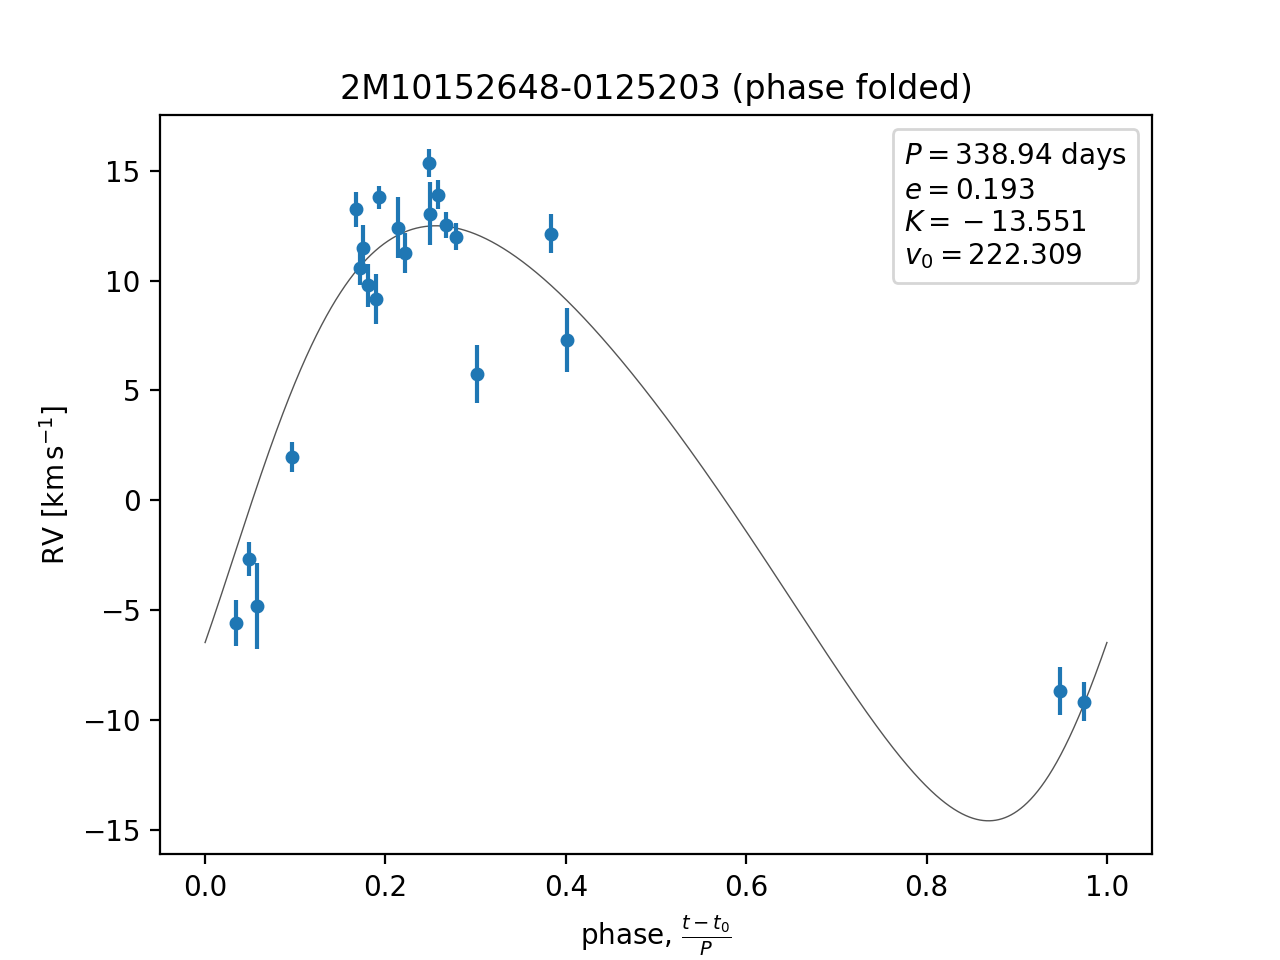 2M10152648-0125203 (phase folded)
P = 338.94 days
e = 0.193
K = −13.551
v₀ = 222.309
15
10
5
0
−5
−10
−15
RV [km s⁻¹]
0.0 0.2 0.4 0.6 0.8 1.0
phase, (t − t₀)/P